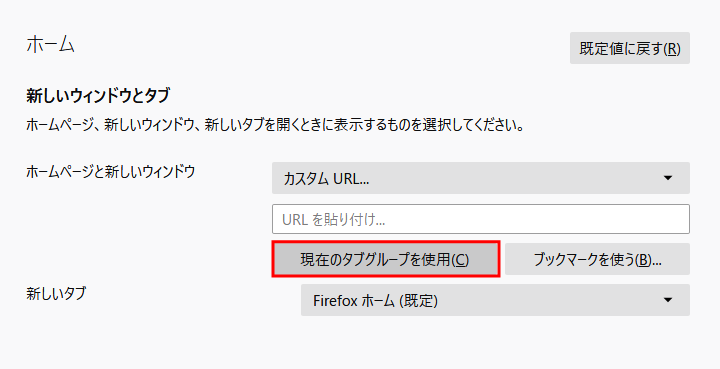 ホーム
既定値に戻す(R)
新しいウィンドウとタブ
ホームページ、新しいウィンドウ、新しいタブを開くときに表示するものを選択してください。
ホームページと新しいウィンドウ
カスタム URL...
URL を貼り付け...
現在のタブグループを使用(C)
ブックマークを使う(B)...
新しいタブ
Firefox ホーム (既定)